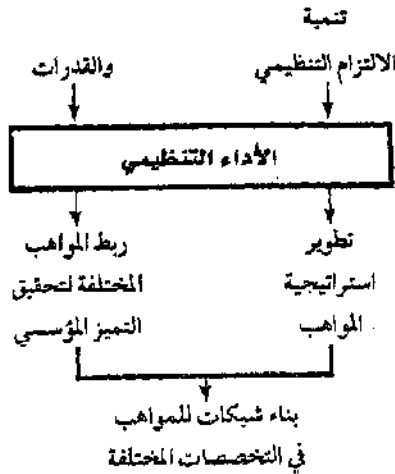 تنمية
الالتزام التنظيمي
والقدرات
الأداء التنظيمي
تطوير
استراتيجية
المواهب
ربط المواهب
المختلفة لتحقيق
التميز المؤسسي
بناء شبكات للمواهب
في التخصصات المختلفة